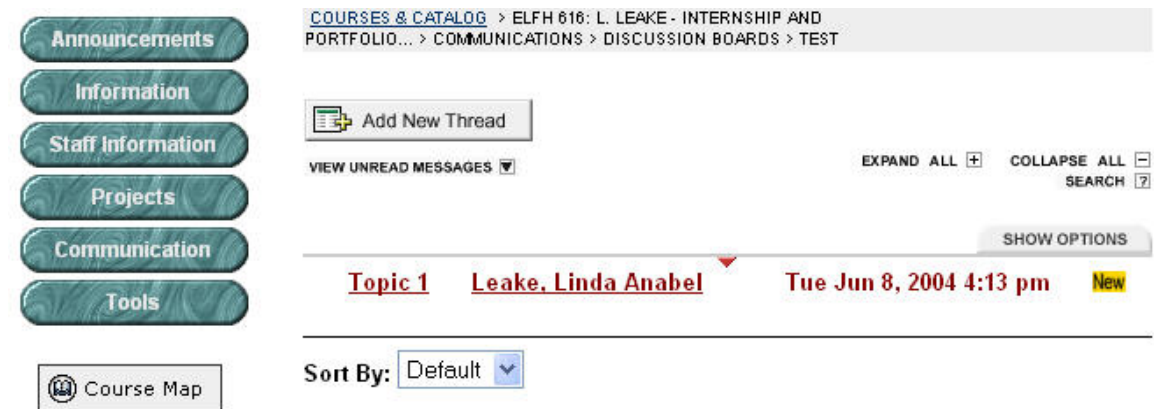 Announcements
Information
Staff Information
Projects
Communication
Tools
Course Map
COURSES & CATALOG > ELFH 616: L. LEAKE - INTERNSHIP AND
PORTFOLIO... > COMMUNICATIONS > DISCUSSION BOARDS > TEST
Add New Thread
VIEW UNREAD MESSAGES
EXPAND ALL + COLLAPSE ALL −
SEARCH ?
SHOW OPTIONS
Topic 1 Leake, Linda Anabel Tue Jun 8, 2004 4:13 pm New
Sort By: Default